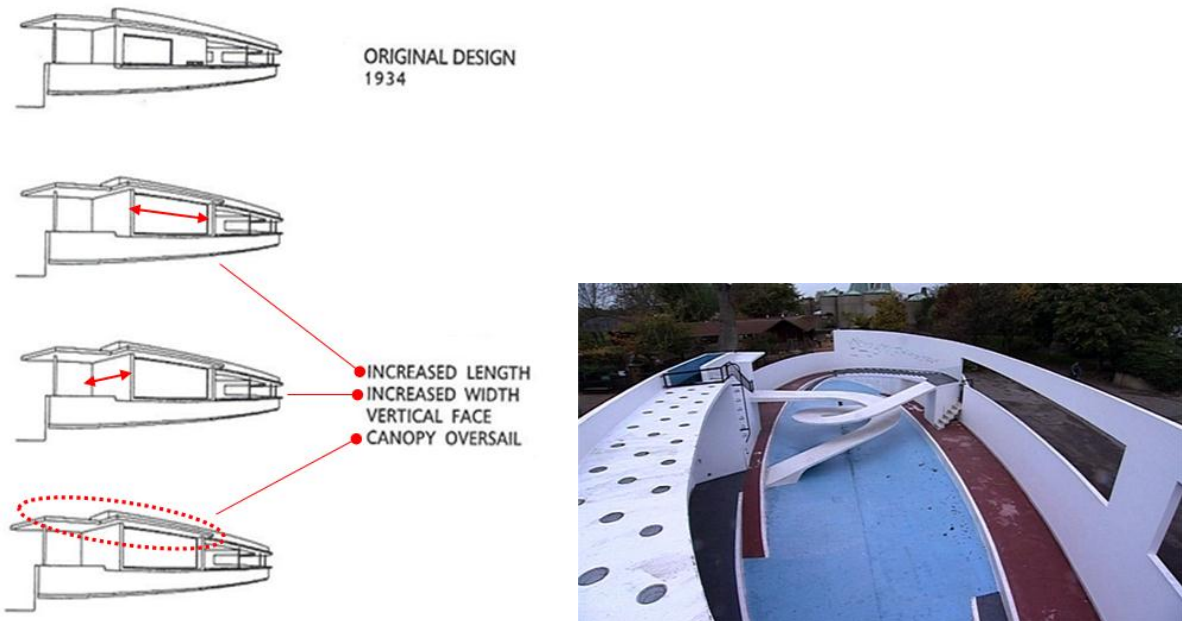 ORIGINAL DESIGN
1934
INCREASED LENGTH
INCREASED WIDTH
VERTICAL FACE
CANOPY OVERSAIL